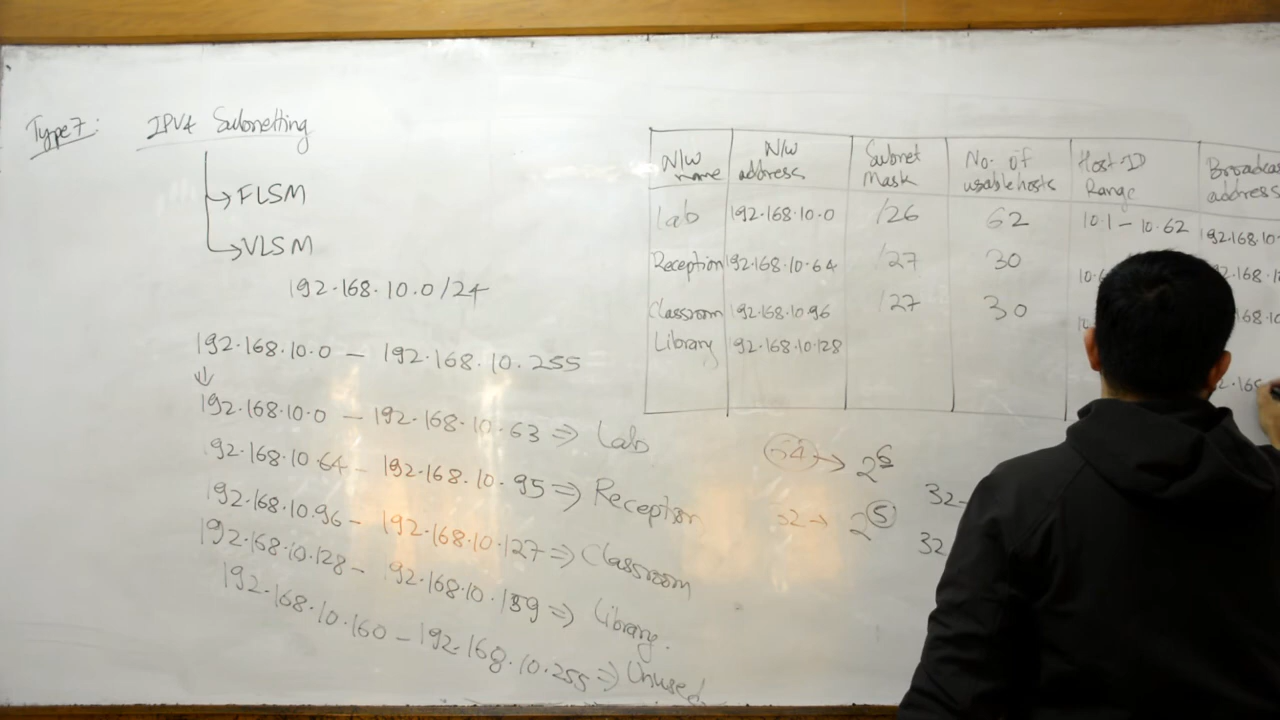 Type 7: IPV4 Subnetting
→ FLSM
→ VLSM
192.168.10.0/24
192.168.10.0 – 192.168.10.255
↓
192.168.10.0 – 192.168.10.63 ⇒ Lab
192.168.10.64 – 192.168.10.95 ⇒ Reception
192.168.10.96 – 192.168.10.127 ⇒ Classroom
192.168.10.128 – 192.168.10.159 ⇒ Library.
192.168.10.160 – 192.168.10.255 ⇒ Unused
N/w name N/w address Subnet Mask No. of usable hosts Host ID Range Broadcas address
Lab 192.168.10.0 /26 62 10.1 – 10.62 192.168.10
Reception 192.168.10.64 /27 30
Classroom 192.168.10.96 /27 30
Library 192.168.10.128
64 → 2^6
32 → 2^5
32-
32